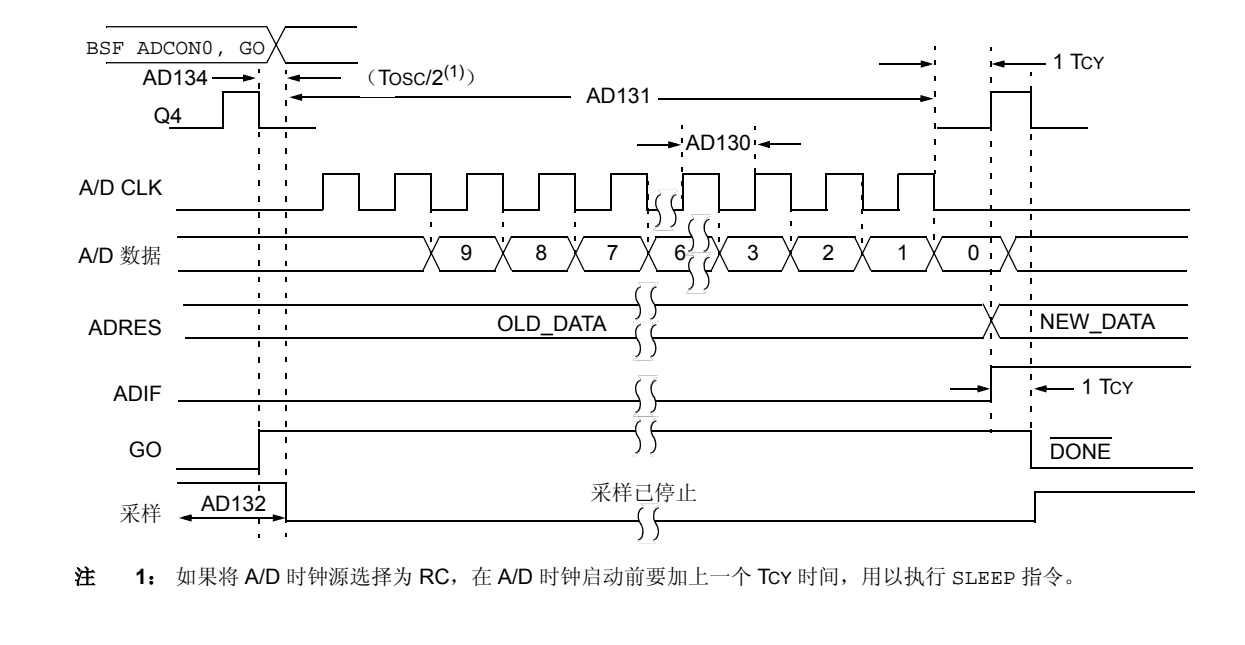 BSF ADCON0, GO
AD134 （TOSC/2(1)） 1 TCY
AD131
Q4
AD130
A/D CLK
A/D 数据 9 8 7 6 3 2 1 0
ADRES OLD_DATA NEW_DATA
ADIF 1 TCY
GO DONE
采样 AD132 采样已停止
注 1： 如果将 A/D 时钟源选择为 RC，在 A/D 时钟启动前要加上一个 TCY 时间，用以执行 SLEEP 指令。